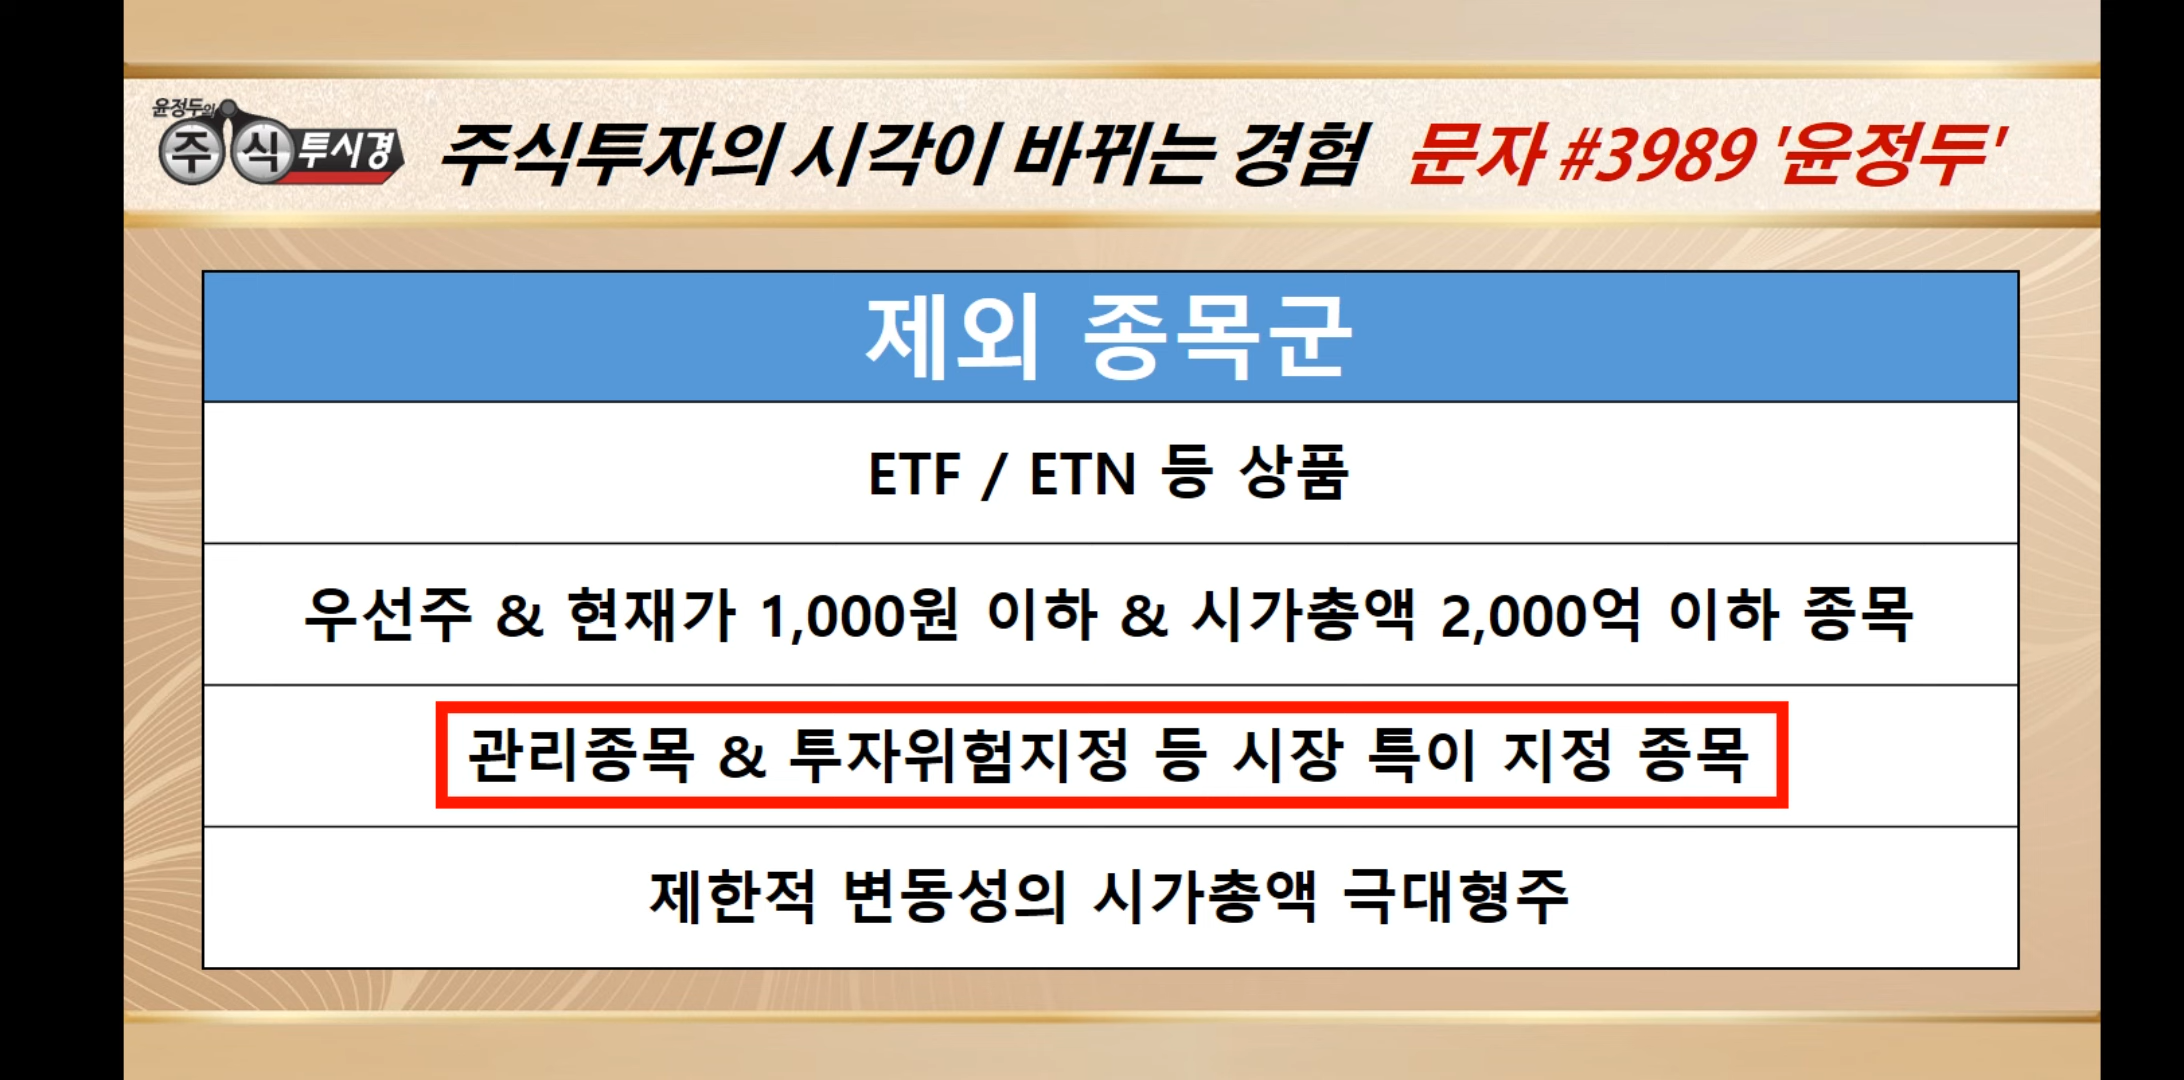 윤정두의
주식투시경
주식투자의 시각이 바뀌는 경험 문자 #3989 '윤정두'
제외 종목군
ETF / ETN 등 상품
우선주 & 현재가 1,000원 이하 & 시가총액 2,000억 이하 종목
관리종목 & 투자위험지정 등 시장 특이 지정 종목
제한적 변동성의 시가총액 극대형주